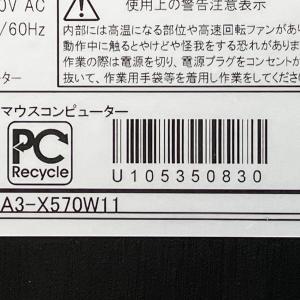 使用上の警告注意表示
0V AC
/60Hz
内部には高温になる部位や高速回転ファンがあり
動作中に触るとやけどや怪我をする恐れがありま
作業の際は電源を切り、電源プラグをコンセントか
抜いて、作業用手袋等を着用し作業をしてくださ
マウスコンピューター
PC
Recycle
U105350830
A3-X570W11